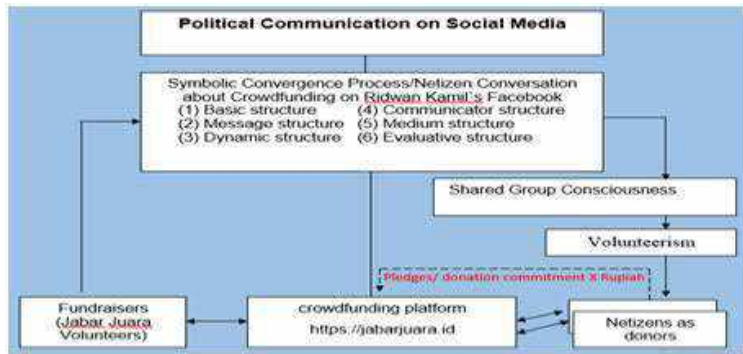 Political Communication on Social Media
Symbolic Convergence Process/Netizen Conversation
about Crowdfunding on Ridwan Kamil`s Facebook
(1) Basic structure (4) Communicator structure
(2) Message structure (5) Medium structure
(3) Dynamic structure (6) Evaluative structure
Shared Group Consciousness
Volunteerism
Pledges/ donation commitment X Rupiah
Fundraisers
(Jabar Juara
Volunteers)
crowdfunding platform
https://jabarjuara.id
Netizens as
donors